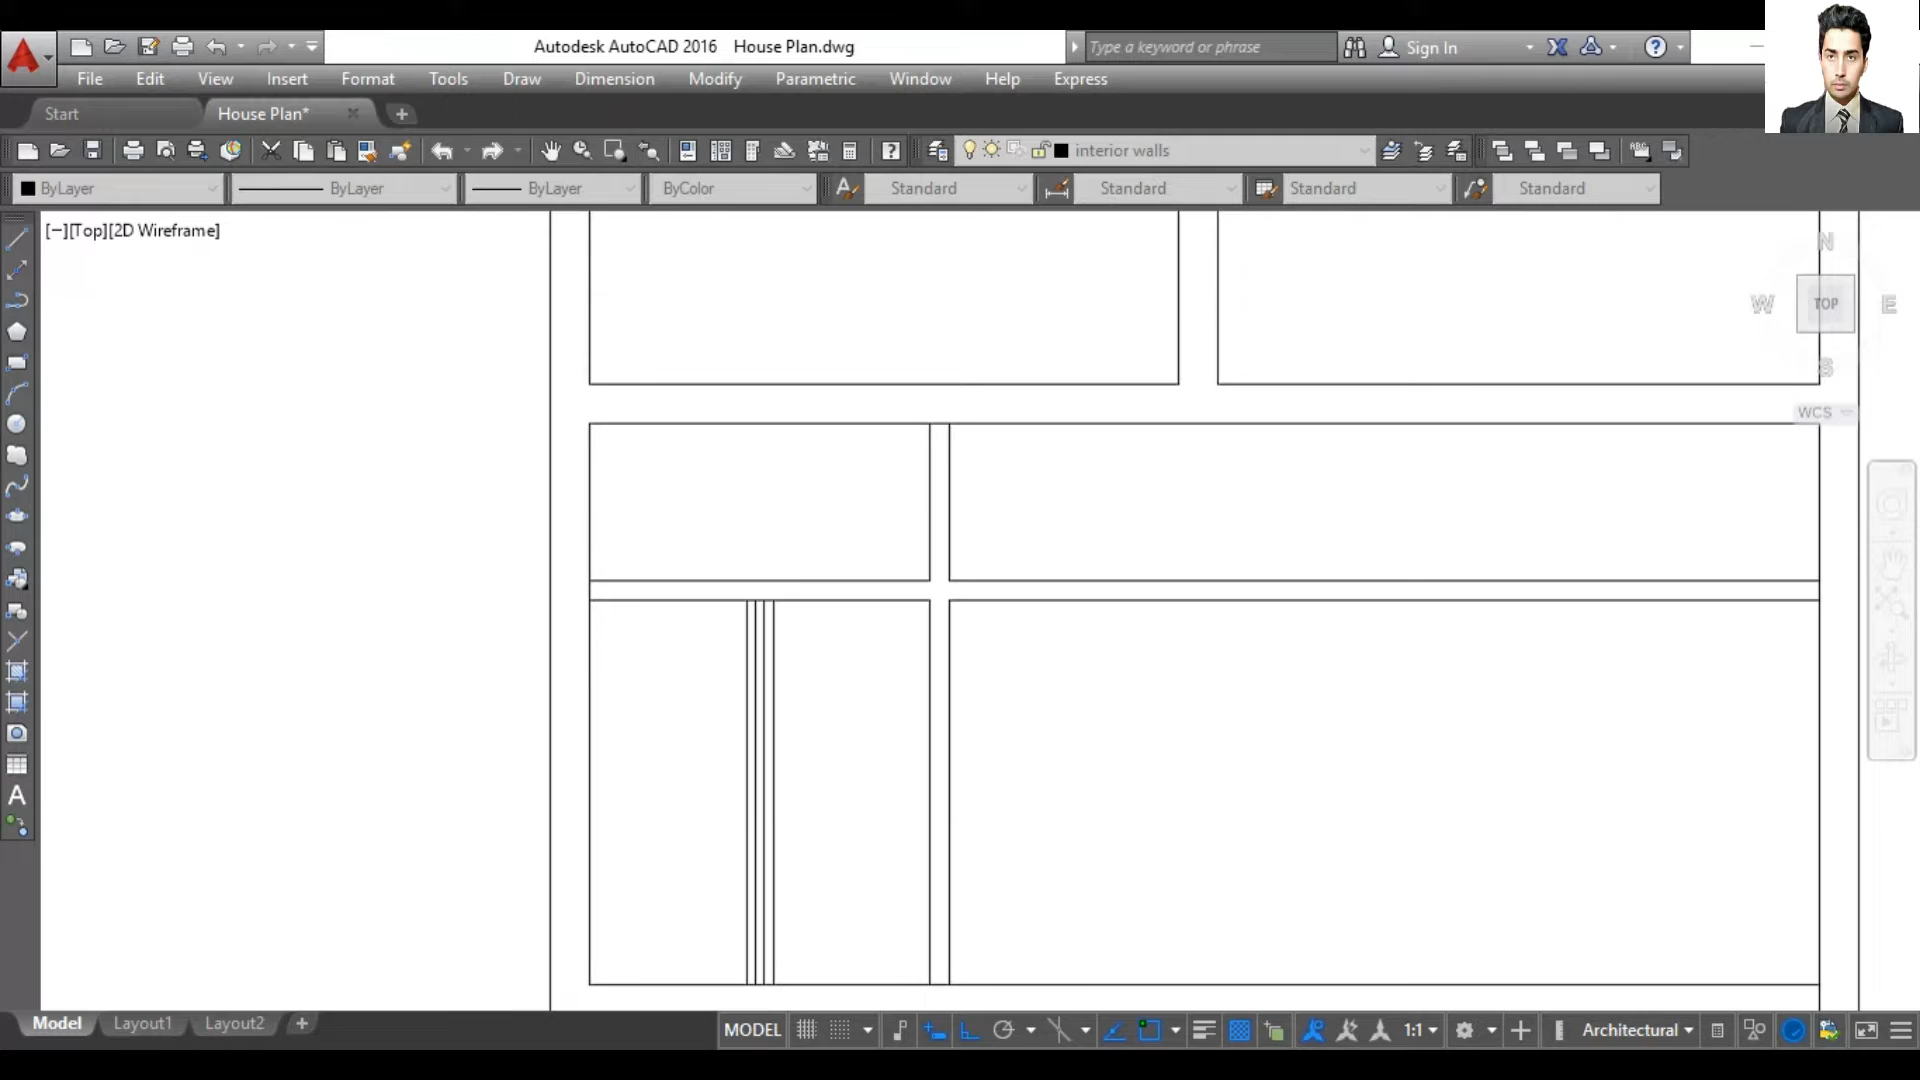 Autodesk AutoCAD 2016 House Plan.dwg
Type a keyword or phrase
Sign In
File Edit View Insert Format Tools Draw Dimension Modify Parametric Window Help Express
Start House Plan*
interior walls
ByLayer ByLayer ByLayer ByColor Standard Standard Standard Standard
[−][Top][2D Wireframe]
N
W TOP E
S
WCS
Model Layout1 Layout2
MODEL 1:1 Architectural